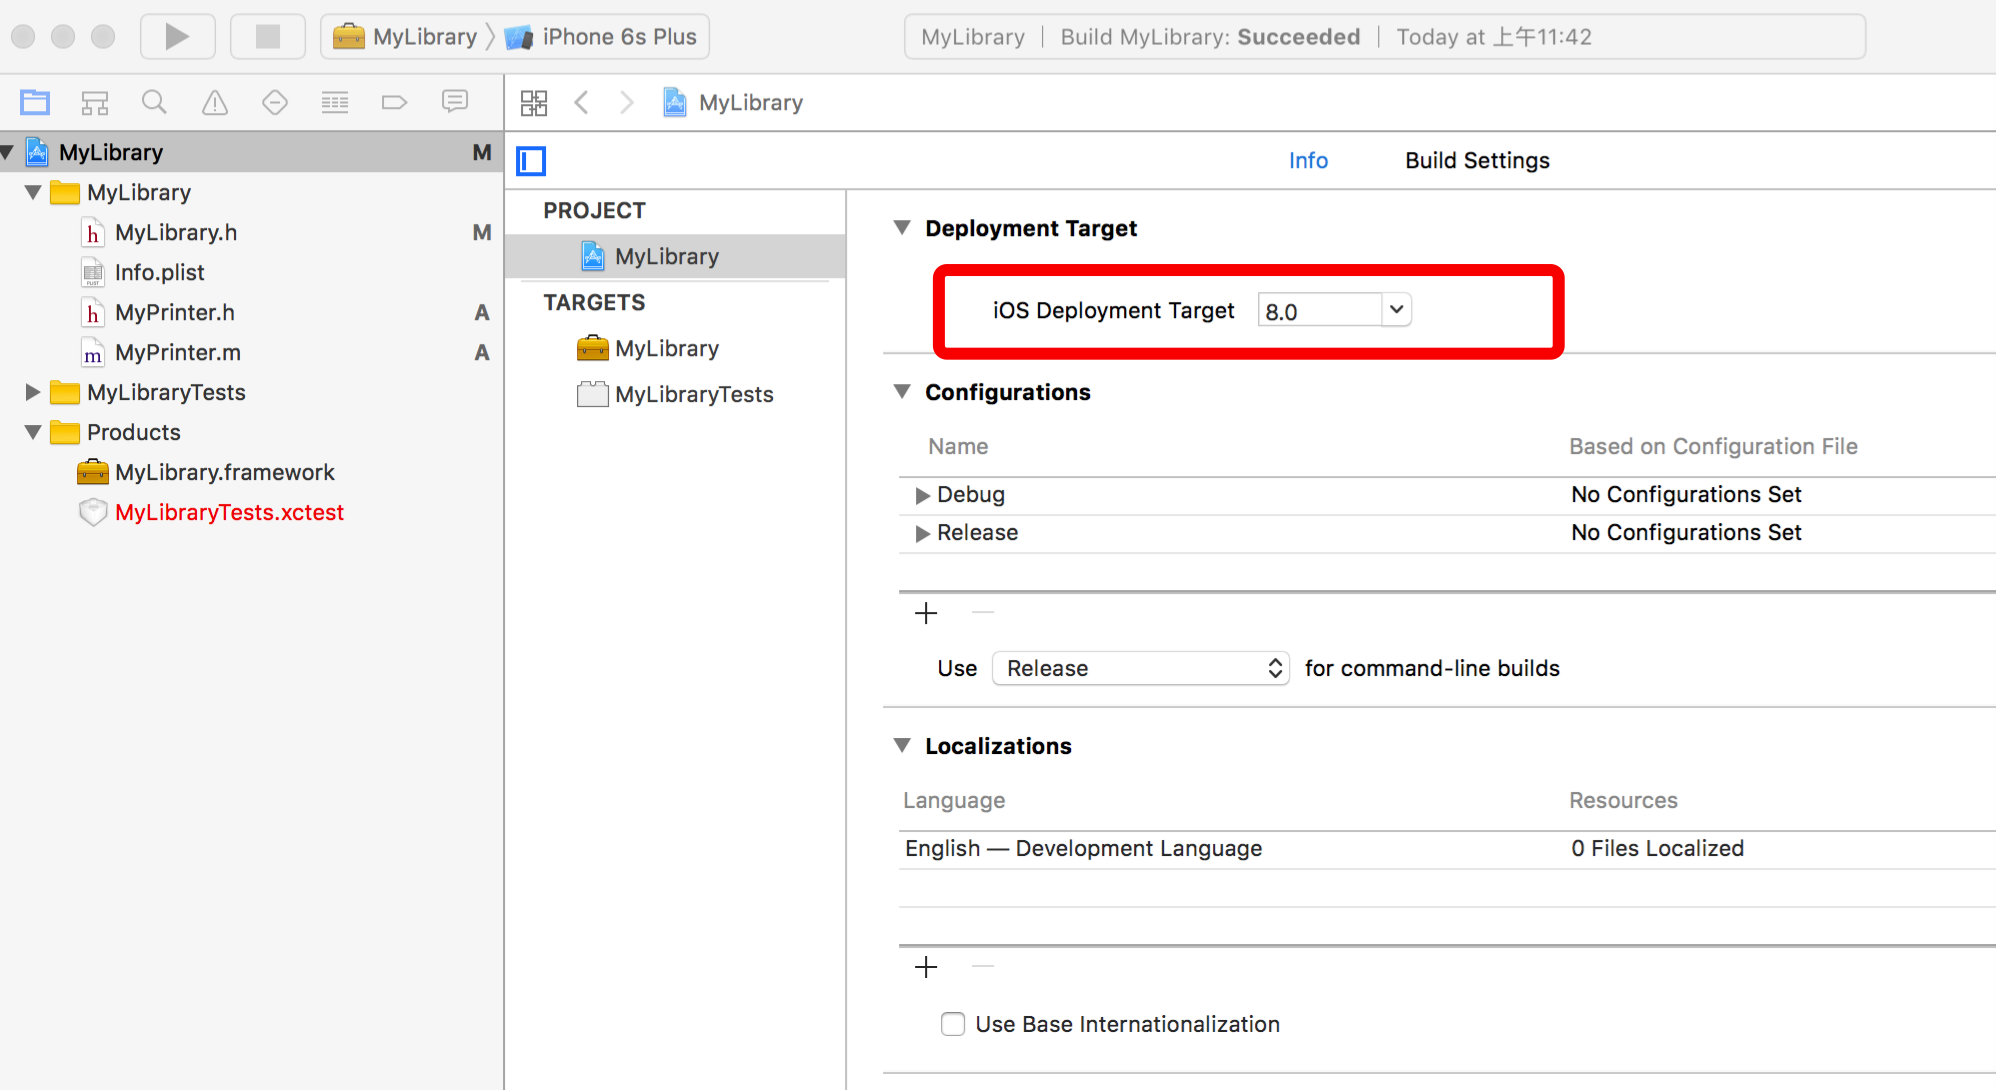 MyLibrary
iPhone 6s Plus
MyLibrary | Build MyLibrary: Succeeded | Today at 上午11:42
MyLibrary
MyLibrary M
MyLibrary
MyLibrary.h M
Info.plist
MyPrinter.h A
MyPrinter.m A
MyLibraryTests
Products
MyLibrary.framework
MyLibraryTests.xctest
Info
Build Settings
PROJECT
MyLibrary
TARGETS
MyLibrary
MyLibraryTests
Deployment Target
iOS Deployment Target 8.0
Configurations
Name Based on Configuration File
Debug No Configurations Set
Release No Configurations Set
Use Release for command-line builds
Localizations
Language Resources
English — Development Language 0 Files Localized
Use Base Internationalization